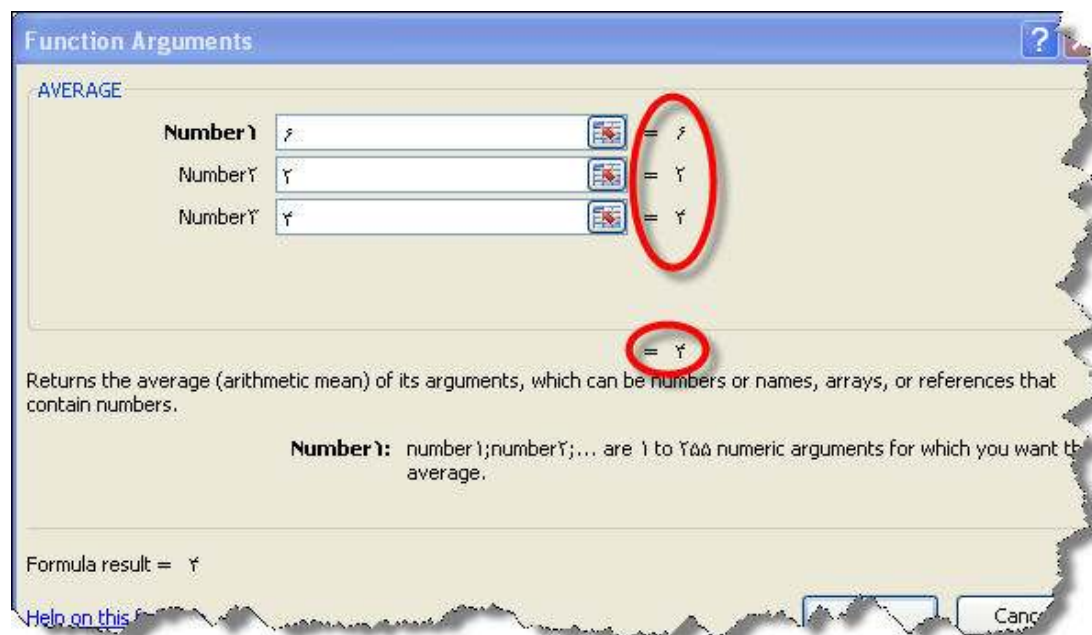 Function Arguments
AVERAGE
Number۱ ۶ = ۶
Number۲ ۲ = ۲
Number۳ ۴ = ۴
= ۴
Returns the average (arithmetic mean) of its arguments, which can be numbers or names, arrays, or references that
contain numbers.
Number۱: number۱;number۲;... are ۱ to ۲۵۵ numeric arguments for which you want
average.
Formula result = ۴
Help on this